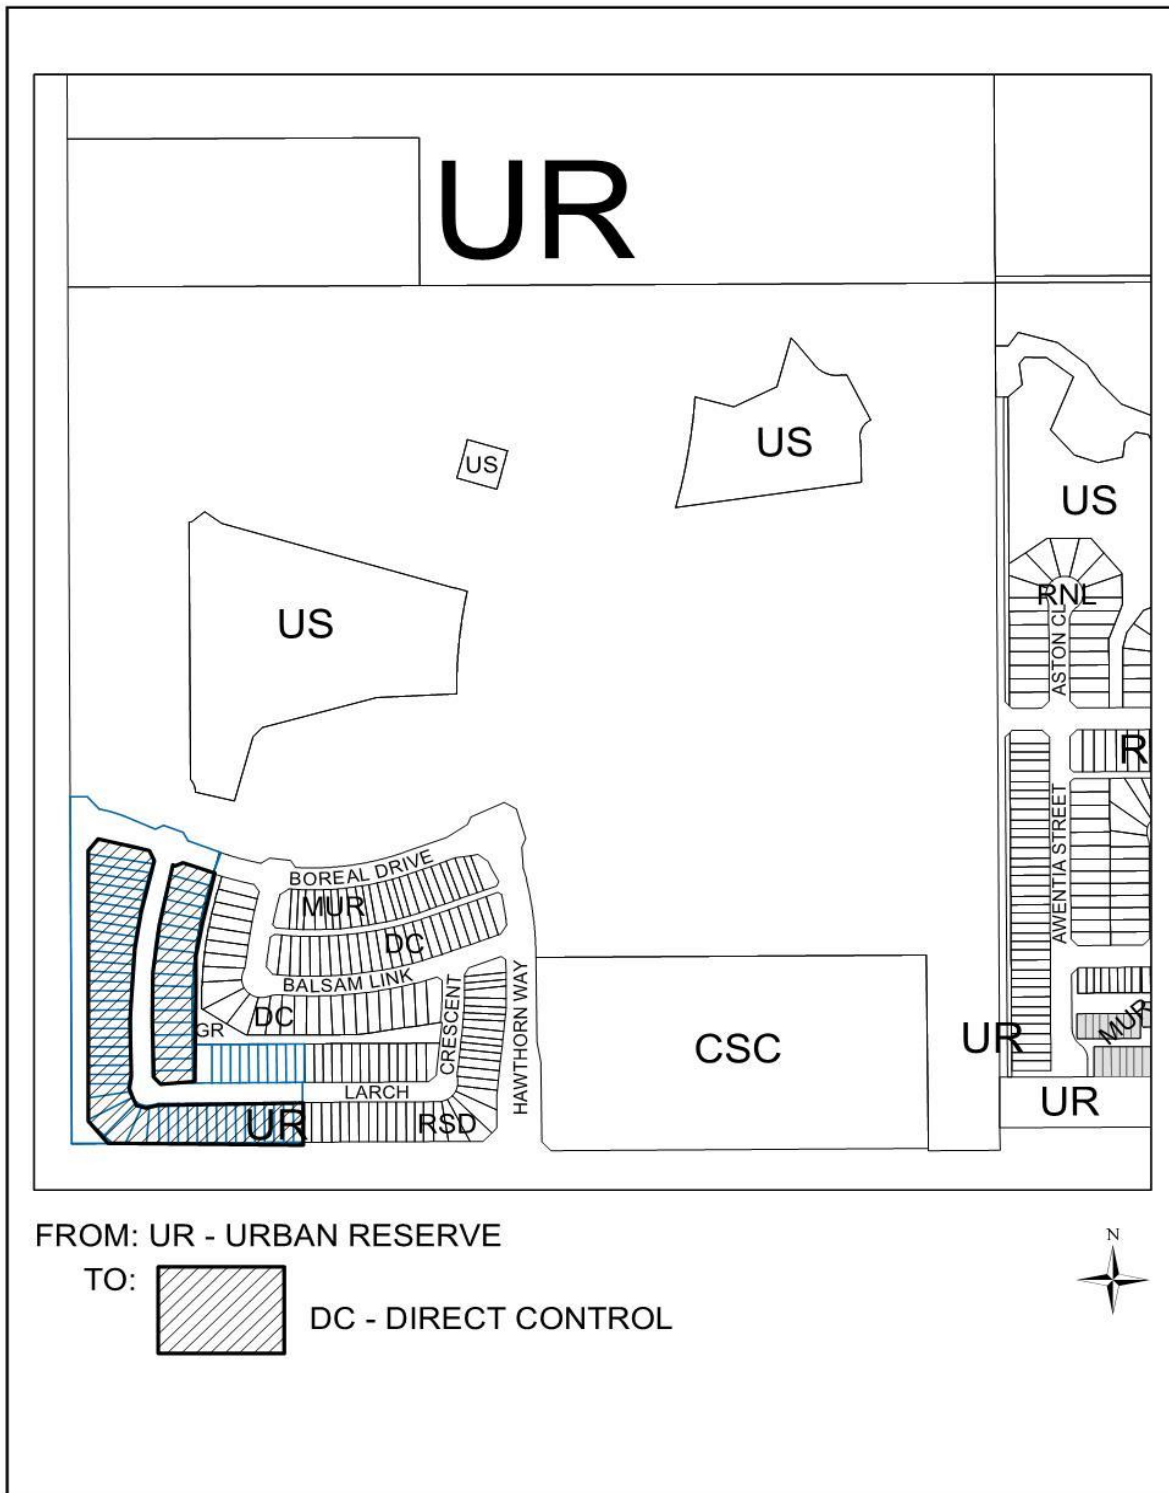 UR
US
US
US
US
RNL
ASTON CL
R
AWENTIA STREET
BOREAL DRIVE
MUR
DC
BALSAM LINK
DC
GR
CRESCENT
HAWTHORN WAY
LARCH
UR
RSD
CSC
UR
MUR
UR
FROM: UR - URBAN RESERVE
TO:
DC - DIRECT CONTROL
N